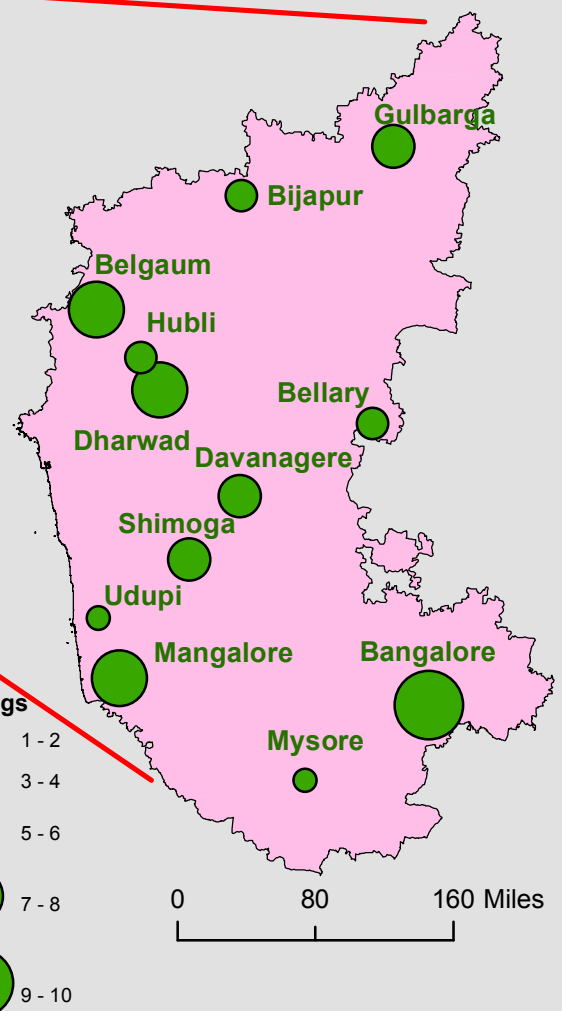 Gulbarga
Bijapur
Belgaum
Hubli
Bellary
Dharwad
Davanagere
Shimoga
Udupi
Mangalore
Bangalore
Mysore
1 - 2
3 - 4
5 - 6
7 - 8
9 - 10
0 80 160 Miles